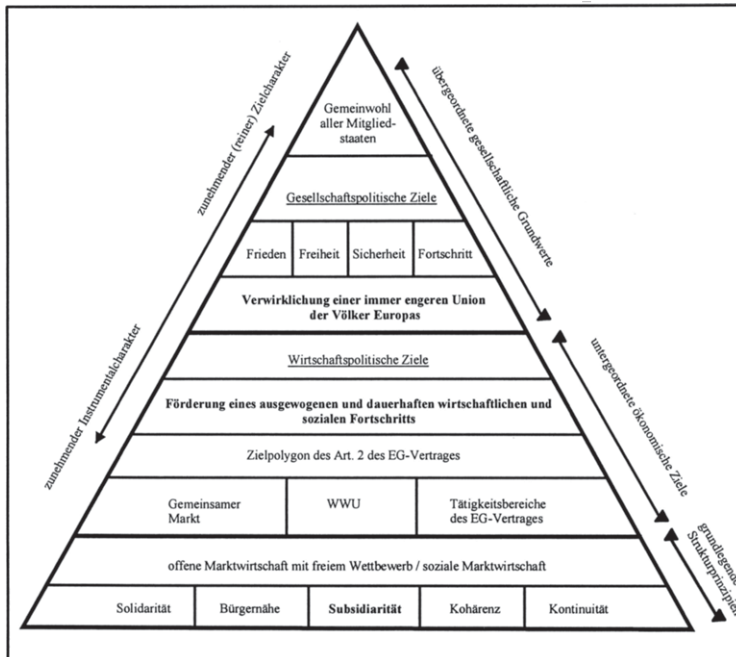 Gemeinwohl
aller Mitglied-
staaten
Gesellschaftspolitische Ziele
Frieden
Freiheit
Sicherheit
Fortschritt
Verwirklichung einer immer engeren Union
der Völker Europas
Wirtschaftspolitische Ziele
Förderung eines ausgewogenen und dauerhaften wirtschaftlichen und
sozialen Fortschritts
Zielpolygon des Art. 2 des EG-Vertrages
Gemeinsamer
Markt
WWU
Tätigkeitsbereiche
des EG-Vertrages
offene Marktwirtschaft mit freiem Wettbewerb / soziale Marktwirtschaft
Solidarität
Bürgernähe
Subsidiarität
Kohärenz
Kontinuität
zunehmender (reiner) Zielcharakter
zunehmender Instrumentalcharakter
übergeordnete gesellschaftliche Grundwerte
untergeordnete ökonomische Ziele
grundlegende
Strukturprinzipien